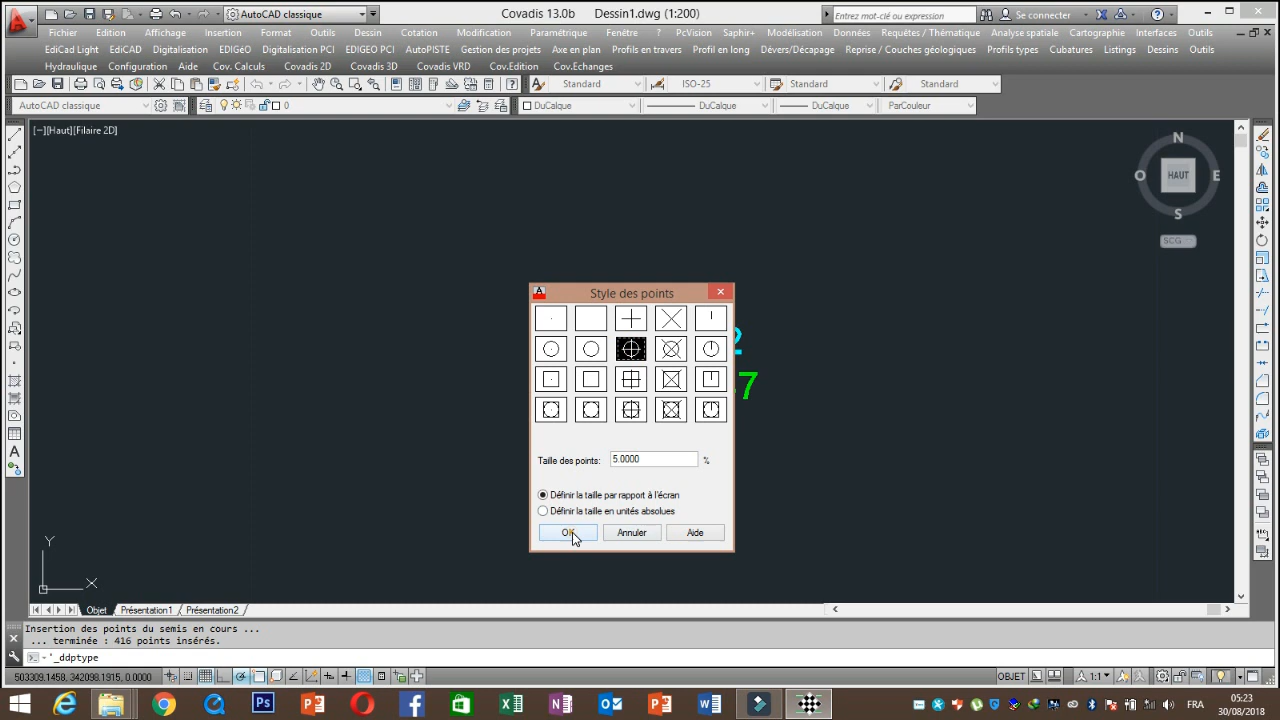 AutoCAD classique
Covadis 13.0b Dessin1.dwg (1:200)
Entrez mot-clé ou expression
Se connecter
Fichier Edition Affichage Insertion Format Outils Dessin Cotation Modification Paramétrique Fenêtre ? PcVision Saphir+ Modélisation Données Requêtes / Thématique Analyse spatiale Cartographie Interfaces Outils
EdiCad Light EdiCAD Digitalisation EDIGéO Digitalisation PCI EDIGEO PCI AutoPISTE Gestion des projets Axe en plan Profils en travers Profil en long Dévers/Décapage Reprise / Couches géologiques Profils types Cubatures Listings Dessins Outils
Hydraulique Configuration Aide Cov. Calculs Covadis 2D Covadis 3D Covadis VRD Cov.Edition Cov.Echanges
Standard ISO-25 Standard Standard
AutoCAD classique 0 DuCalque DuCalque DuCalque ParCouleur
[−][Haut][Filaire 2D]
N
O HAUT E
S
SCG
Style des points
2
7
Taille des points: 5.0000 %
Définir la taille par rapport à l'écran
Définir la taille en unités absolues
OK Annuler Aide
Y
X
Objet Présentation1 Présentation2
Insertion des points du semis en cours ...
... terminée : 416 points insérés.
'_ddptype
503309.1458, 342098.1915, 0.0000
OBJET 1:1
FRA
05:23
30/08/2018